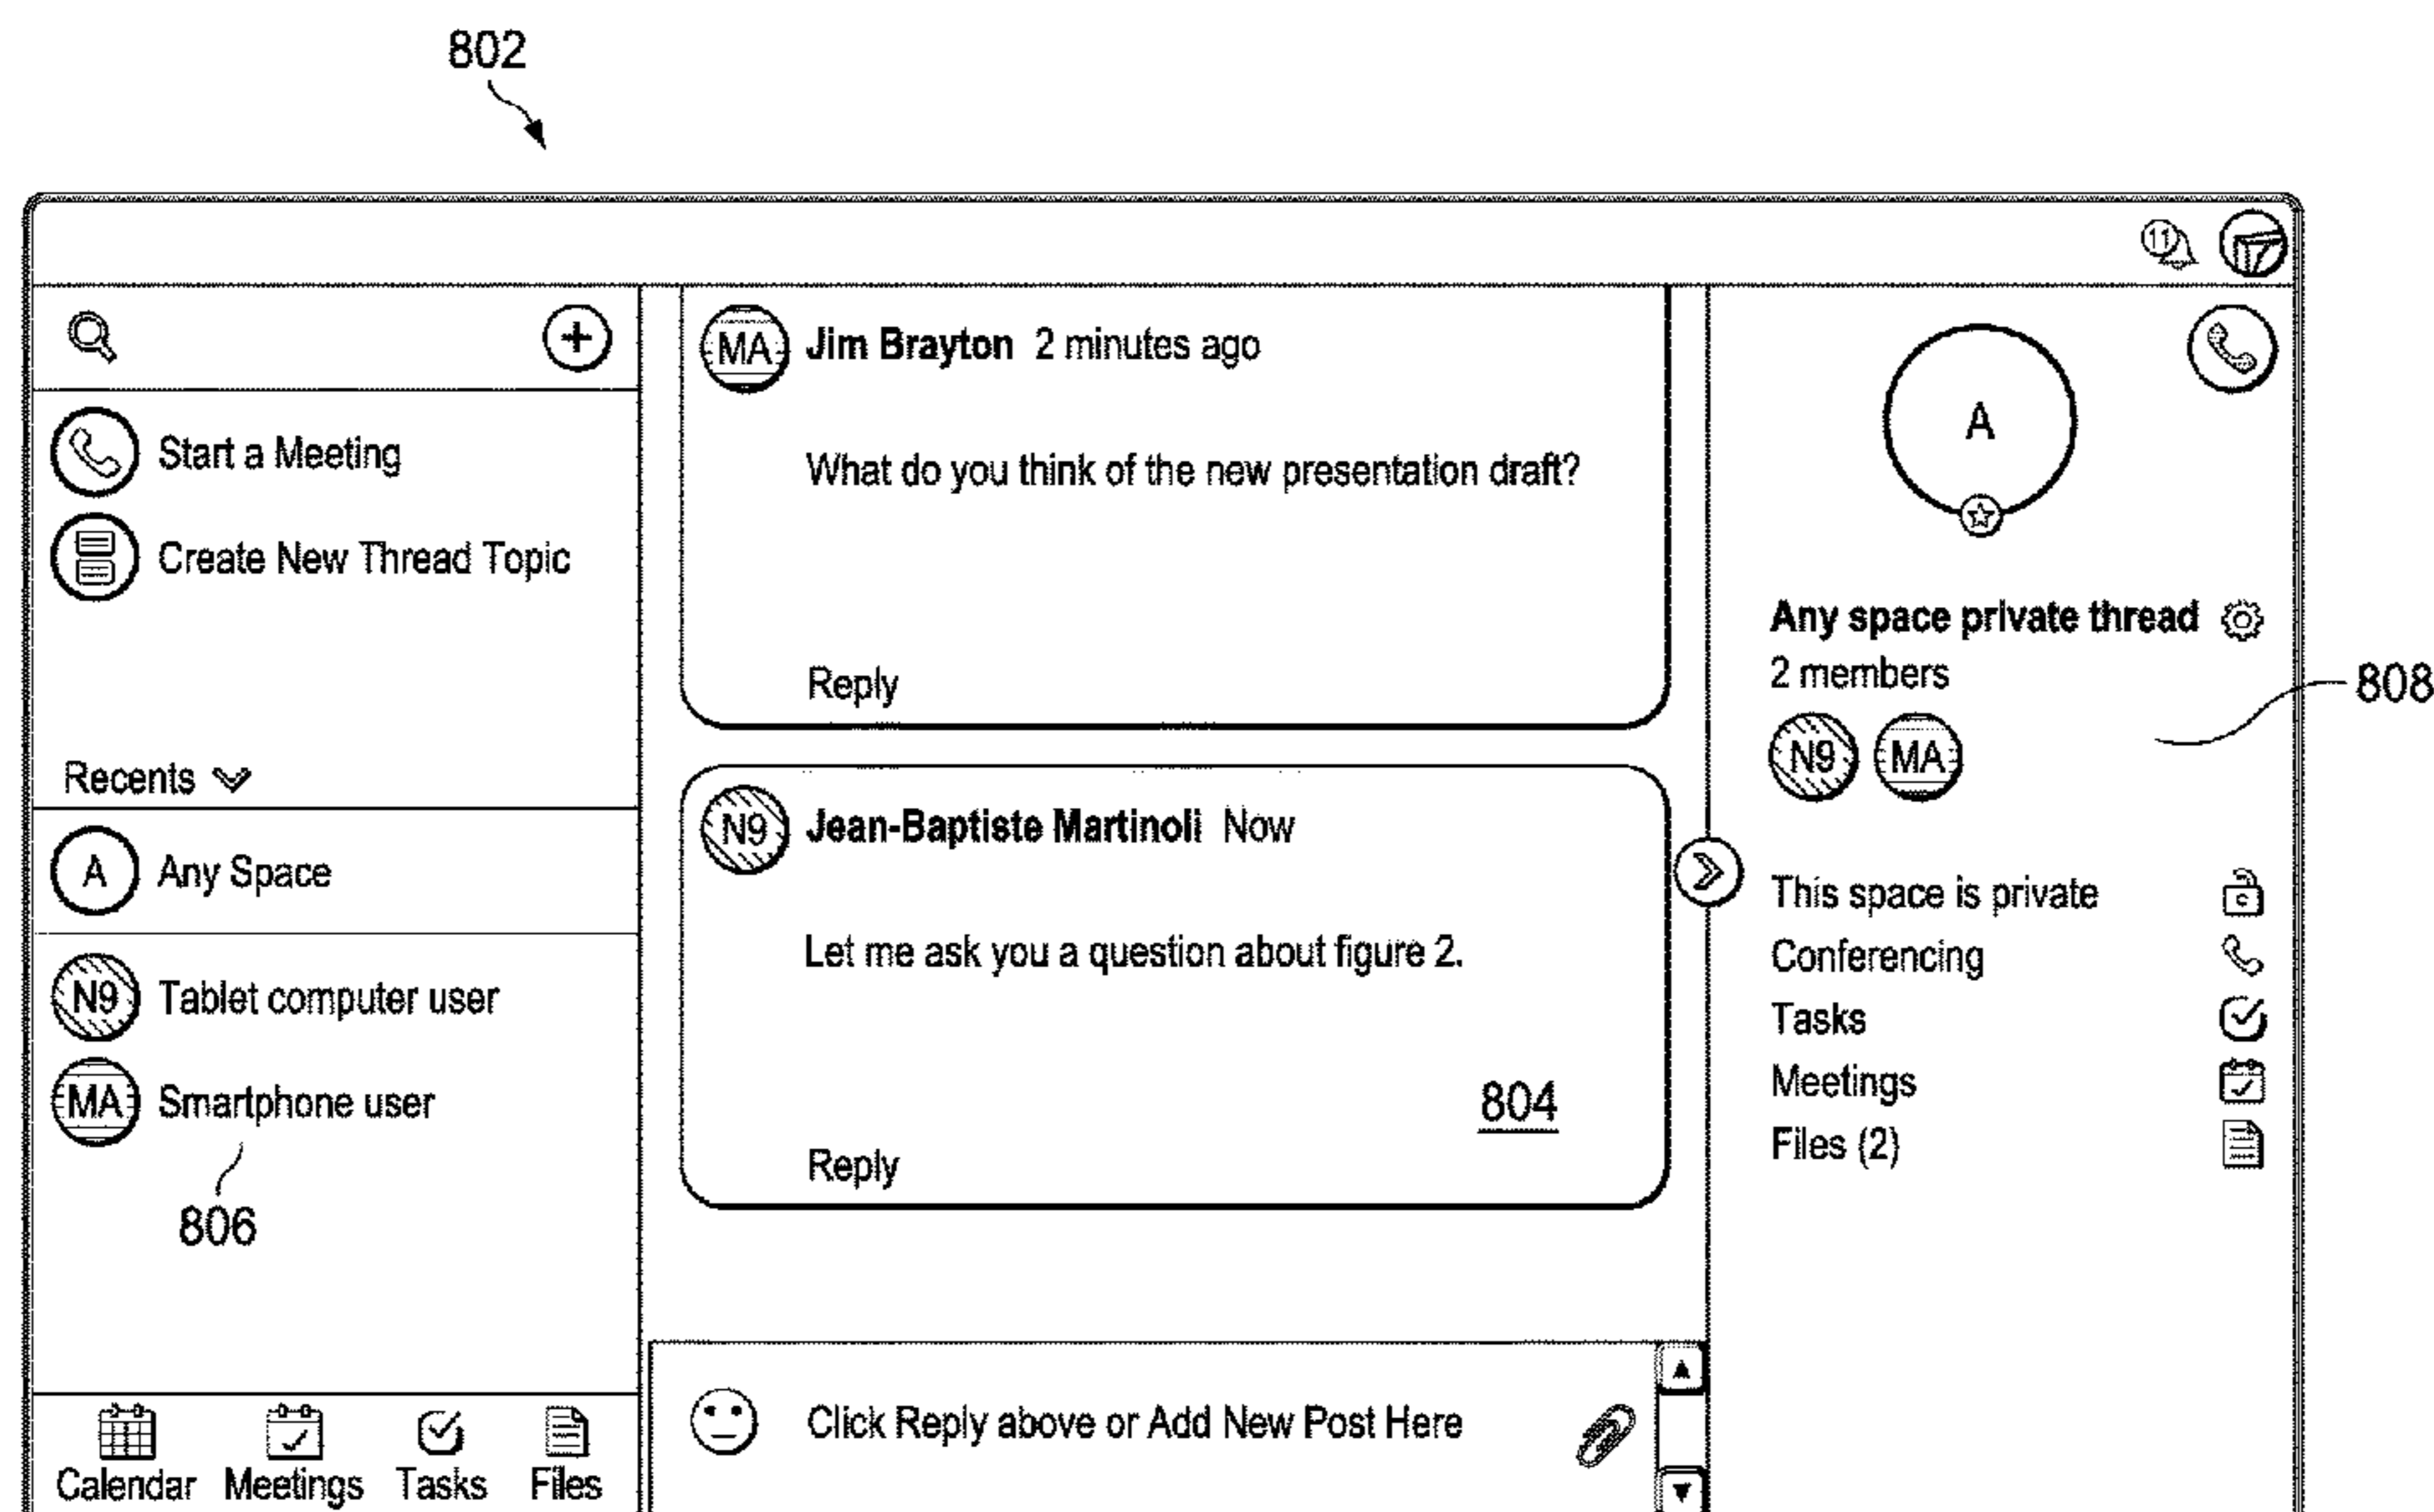 802
11
Start a Meeting
Create New Thread Topic
Recents
A Any Space
N9 Tablet computer user
MA Smartphone user
806
Calendar Meetings Tasks Files
MA Jim Brayton 2 minutes ago
What do you think of the new presentation draft?
Reply
N9 Jean-Baptiste Martinoli Now
Let me ask you a question about figure 2.
804
Reply
Click Reply above or Add New Post Here
A
Any space private thread
2 members
808
N9 MA
This space is private
Conferencing
Tasks
Meetings
Files (2)